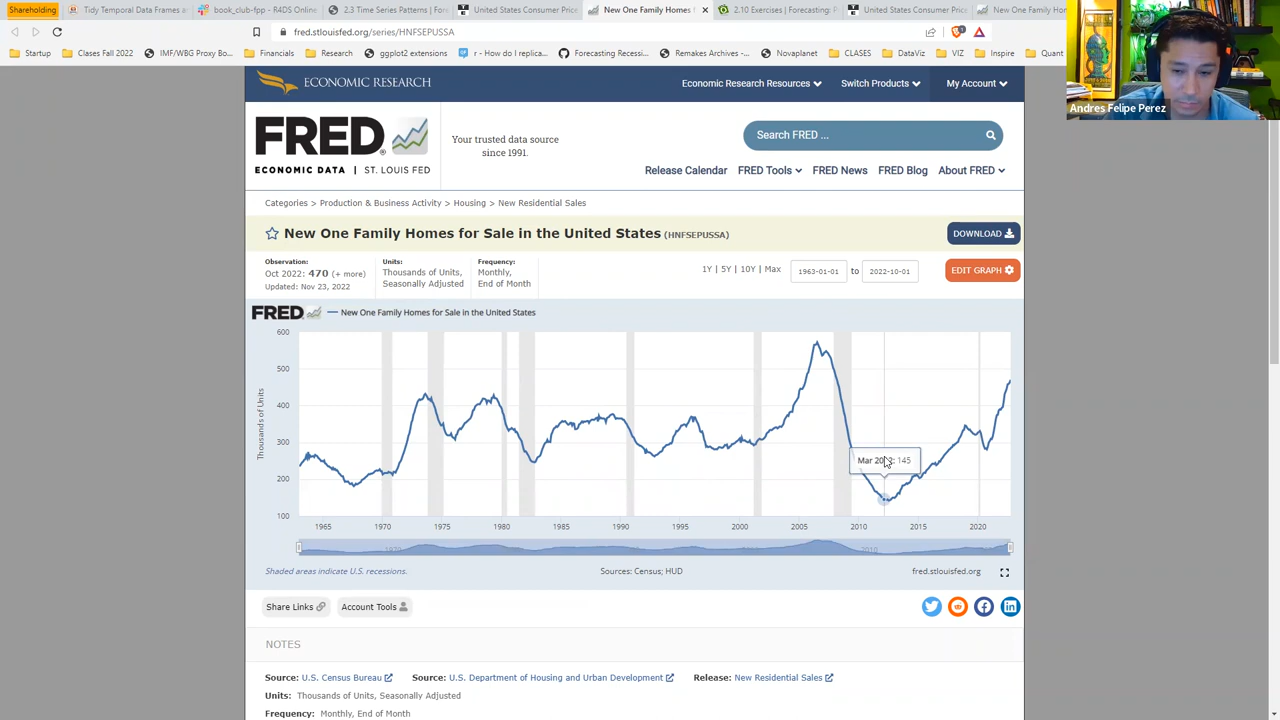 Shareholding
Tidy Temporal Data Frames a
book_club-fpp - R4DS Online
2.3 Time Series Patterns | Fore
United States Consumer Price
New One Family Homes f
2.10 Exercises | Forecasting: P
United States Consumer Price
New One Family Hom
fred.stlouisfed.org/series/HNFSEPUSSA
Startup
Clases Fall 2022
IMF/WBG Proxy Bo...
Financials
Research
ggplot2 extensions
r - How do I replica...
Forecasting Recessi...
Remakes Archives...
Novaplanet
CLASES
DataViz
VIZ
Inspire
Quant
Andres Felipe Perez
ECONOMIC RESEARCH
Economic Research Resources
Switch Products
My Account
FRED
ECONOMIC DATA | ST. LOUIS FED
Your trusted data source
since 1991.
Search FRED ...
Release Calendar
FRED Tools
FRED News
FRED Blog
About FRED
Categories > Production & Business Activity > Housing > New Residential Sales
New One Family Homes for Sale in the United States (HNFSEPUSSA)
DOWNLOAD
Observation:
Oct 2022: 470 (+ more)
Updated: Nov 23, 2022
Units:
Thousands of Units,
Seasonally Adjusted
Frequency:
Monthly,
End of Month
1Y | 5Y | 10Y | Max
1963-01-01 to 2022-10-01
EDIT GRAPH
FRED
New One Family Homes for Sale in the United States
600
500
400
300
200
100
Thousands of Units
Mar 145
1965 1970 1975 1980 1985 1990 1995 2000 2005 2010 2015 2020
1970
2010
Shaded areas indicate U.S. recessions.
Sources: Census; HUD
fred.stlouisfed.org
Share Links
Account Tools
NOTES
Source: U.S. Census Bureau
Source: U.S. Department of Housing and Urban Development
Release: New Residential Sales
Units: Thousands of Units, Seasonally Adjusted
Frequency: Monthly, End of Month